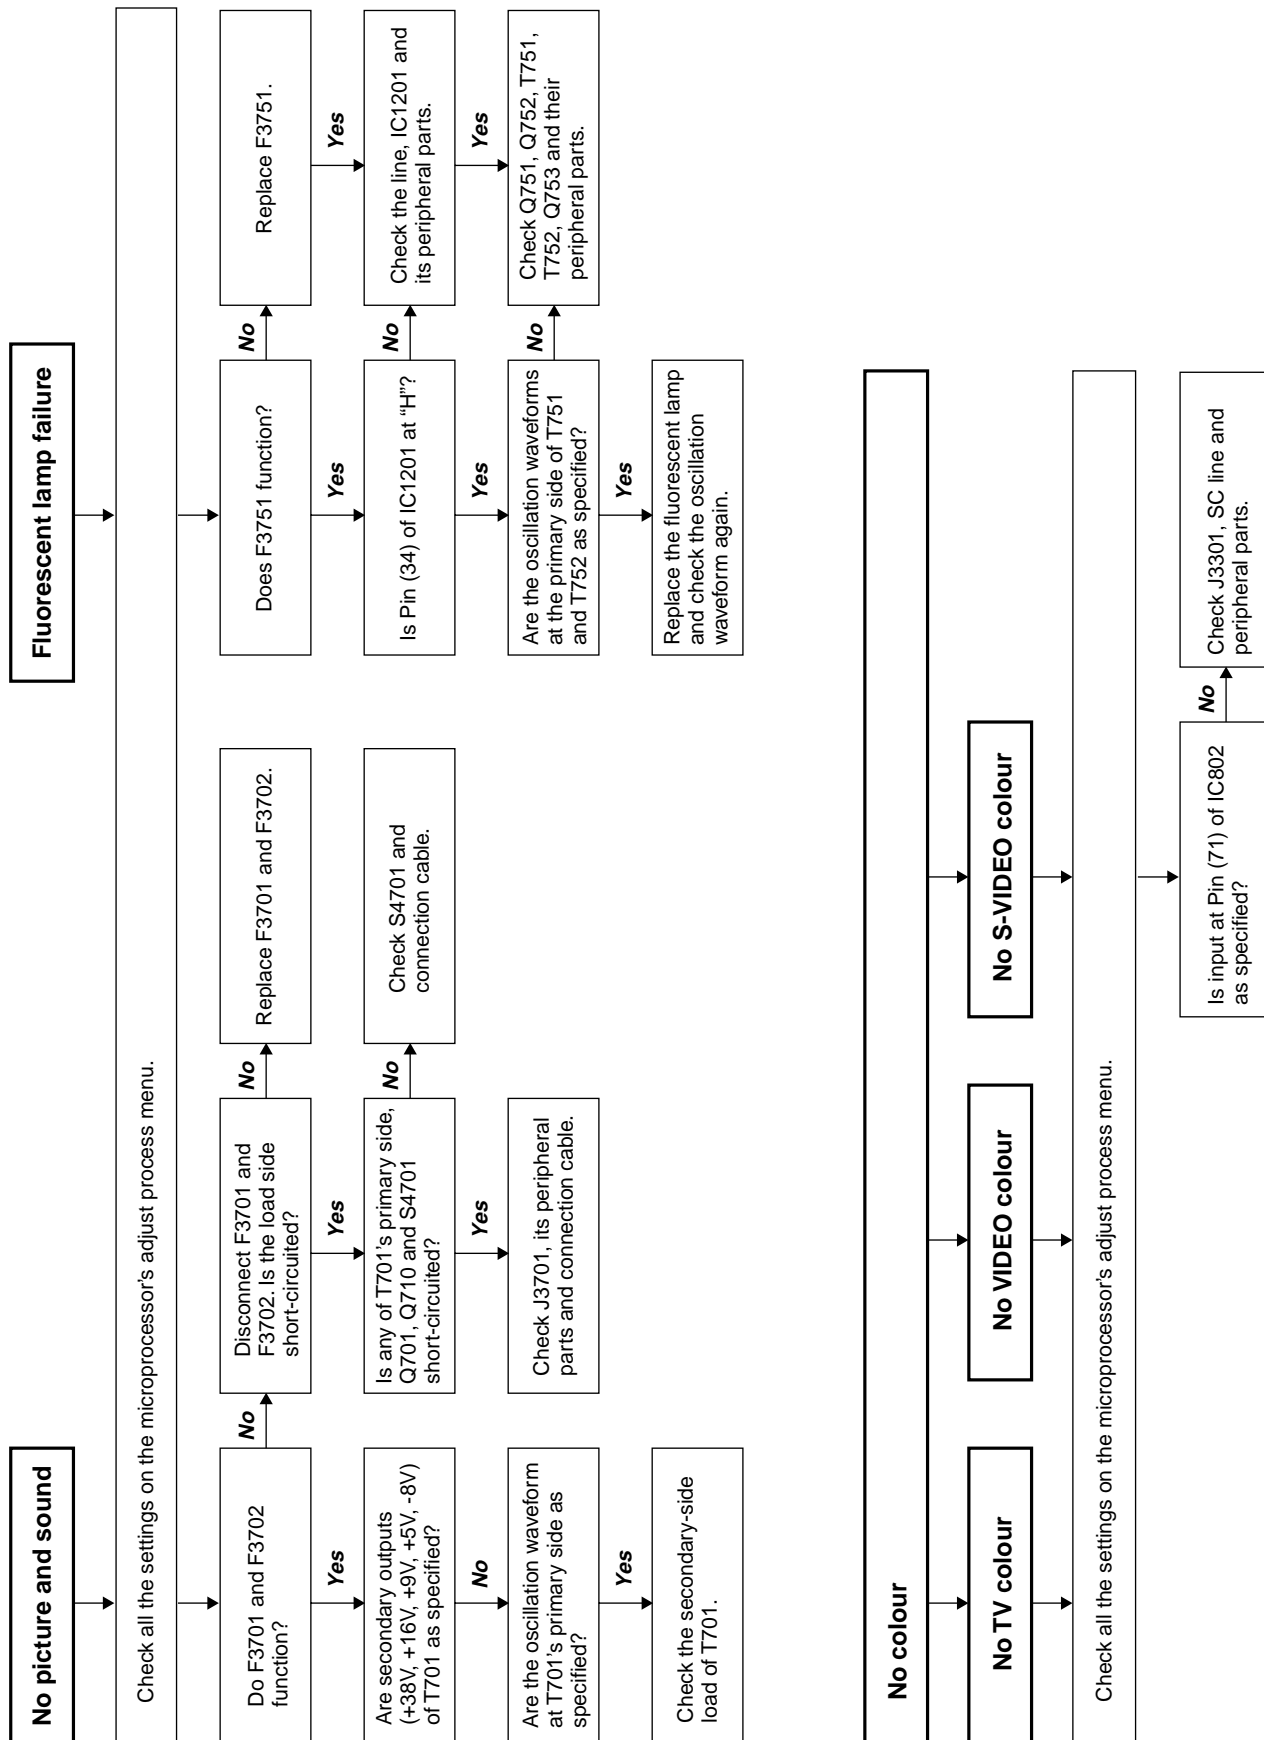 No picture and sound
Fluorescent lamp failure
Check all the settings on the microprocessor's adjust process menu.
Do F3701 and F3702
function?
No
Disconnect F3701 and
F3702. Is the load side
short-circuited?
No
Replace F3701 and F3702.
Does F3751 function?
No
Replace F3751.
Yes
Yes
Yes
Yes
Are secondary outputs
(+38V, +16V, +9V, +5V, -8V)
of T701 as specified?
Is any of T701's primary side,
Q701, Q710 and S4701
short-circuited?
No
Check S4701 and
connection cable.
Is Pin (34) of IC1201 at “H”?
No
Check the line, IC1201 and
its peripheral parts.
No
Yes
Yes
Yes
Are the oscillation waveform
at T701's primary side as
specified?
Check J3701, its peripheral
parts and connection cable.
Are the oscillation waveforms
at the primary side of T751
and T752 as specified?
No
Check Q751, Q752, T751,
T752, Q753 and their
peripheral parts.
Yes
Yes
Check the secondary-side
load of T701.
Replace the fluorescent lamp
and check the oscillation
waveform again.
No colour
No TV colour
No VIDEO colour
No S-VIDEO colour
Check all the settings on the microprocessor's adjust process menu.
Is input at Pin (71) of IC802
as specified?
No
Check J3301, SC line and
peripheral parts.